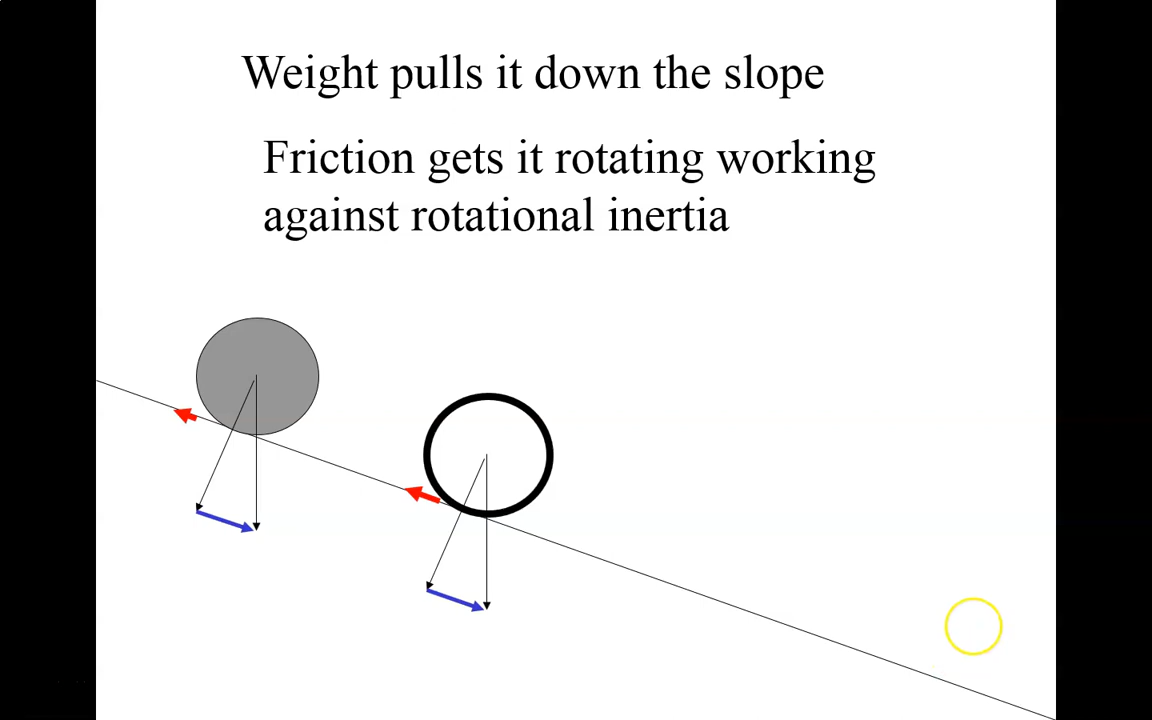 Weight pulls it down the slope
Friction gets it rotating working
against rotational inertia